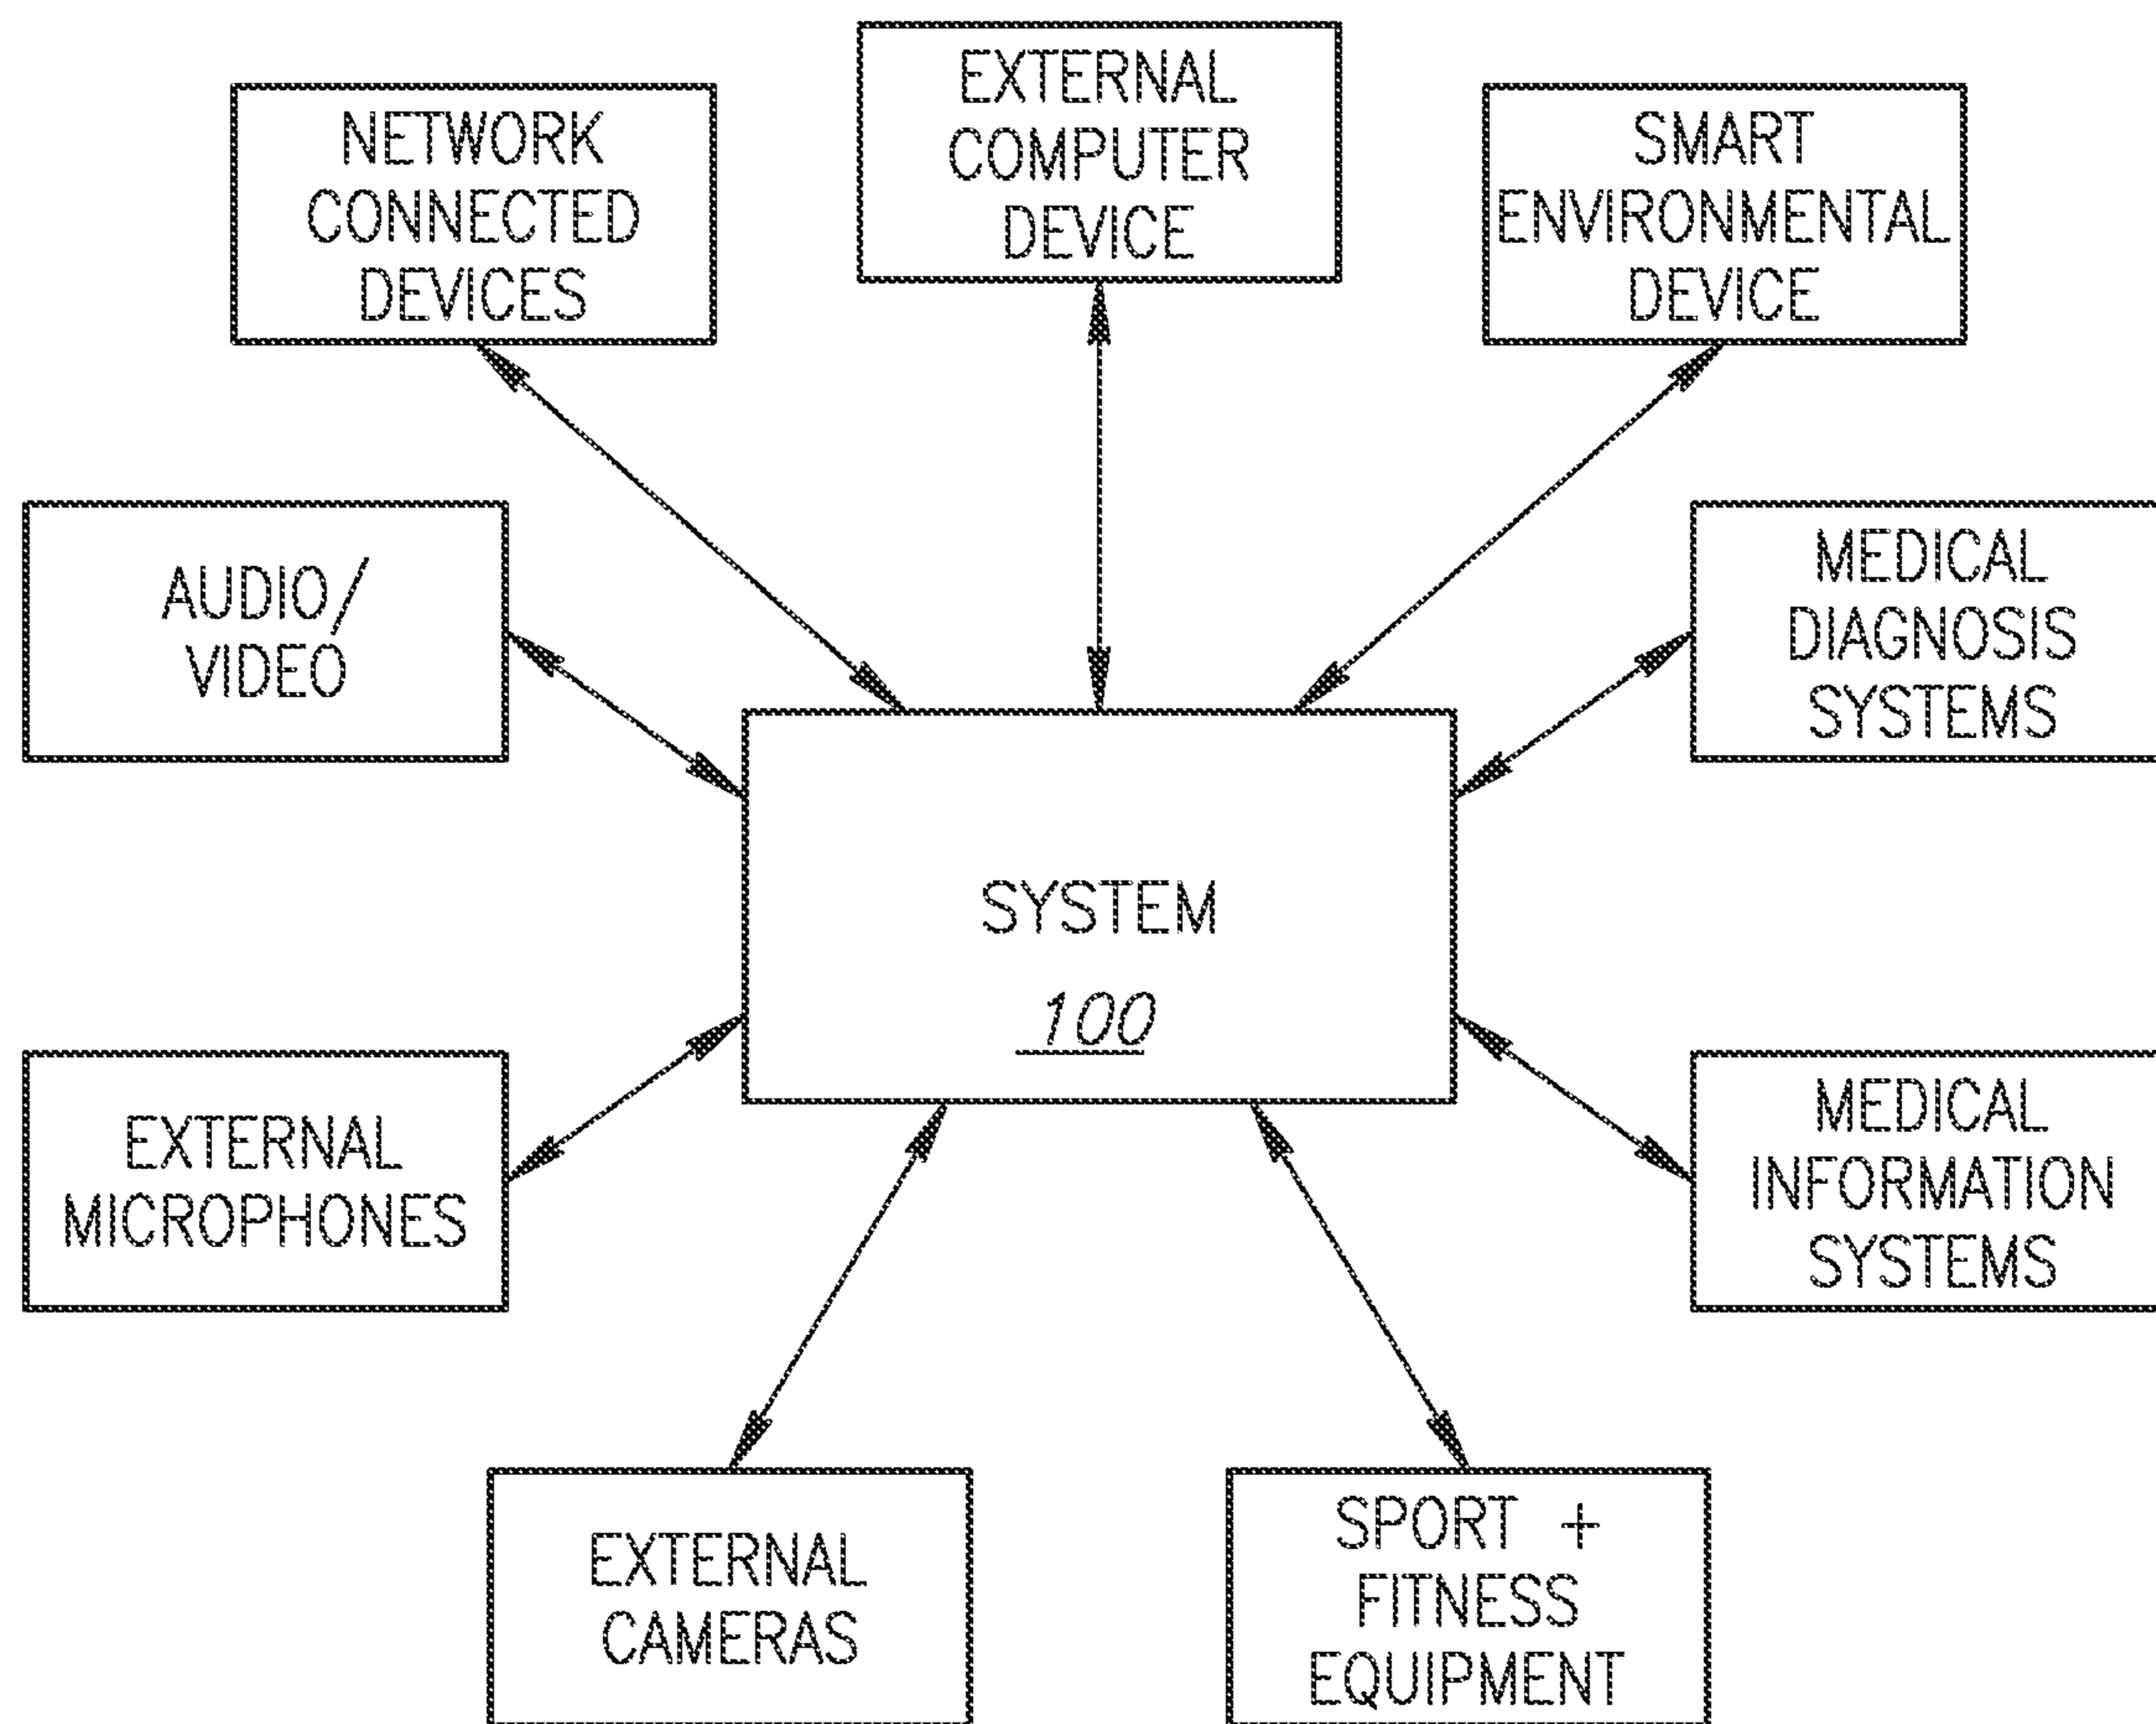 EXTERNAL
COMPUTER
DEVICE
NETWORK
CONNECTED
DEVICES
SMART
ENVIRONMENTAL
DEVICE
AUDIO/
VIDEO
MEDICAL
DIAGNOSIS
SYSTEMS
SYSTEM
100
EXTERNAL
MICROPHONES
MEDICAL
INFORMATION
SYSTEMS
EXTERNAL
CAMERAS
SPORT +
FITNESS
EQUIPMENT